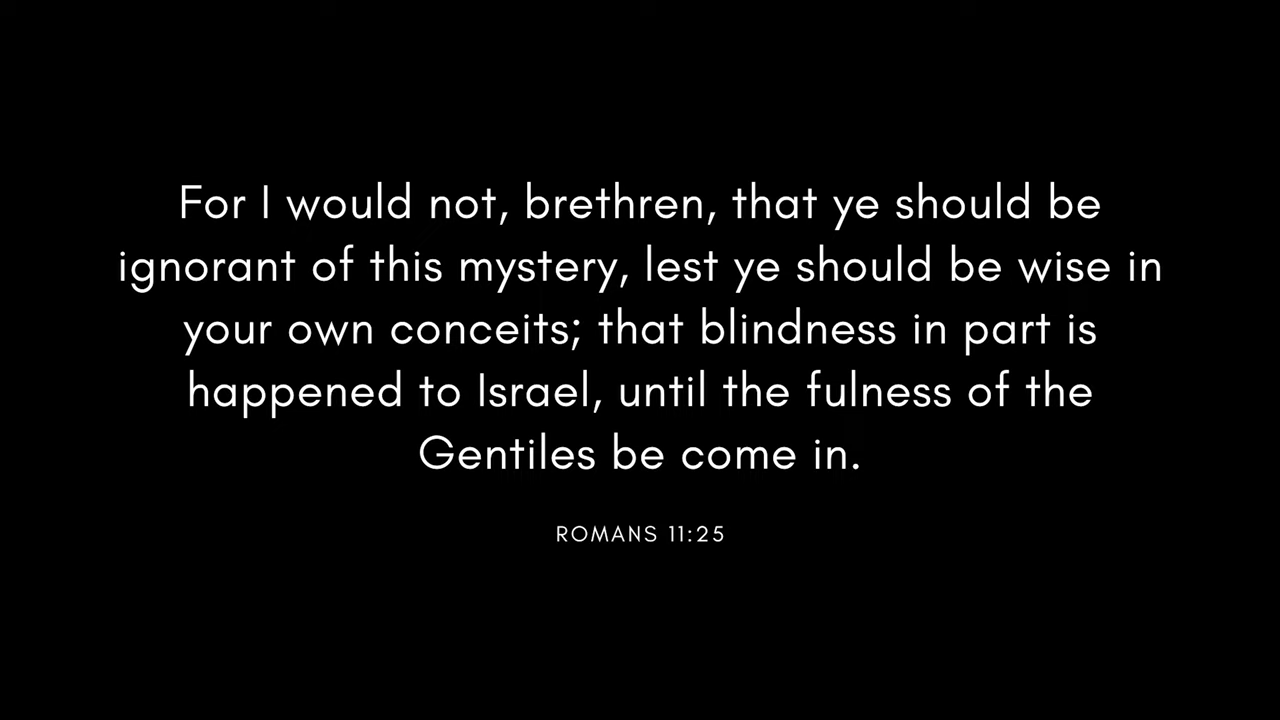 For I would not, brethren, that ye should be
ignorant of this mystery, lest ye should be wise in
your own conceits; that blindness in part is
happened to Israel, until the fulness of the
Gentiles be come in.
ROMANS 11:25